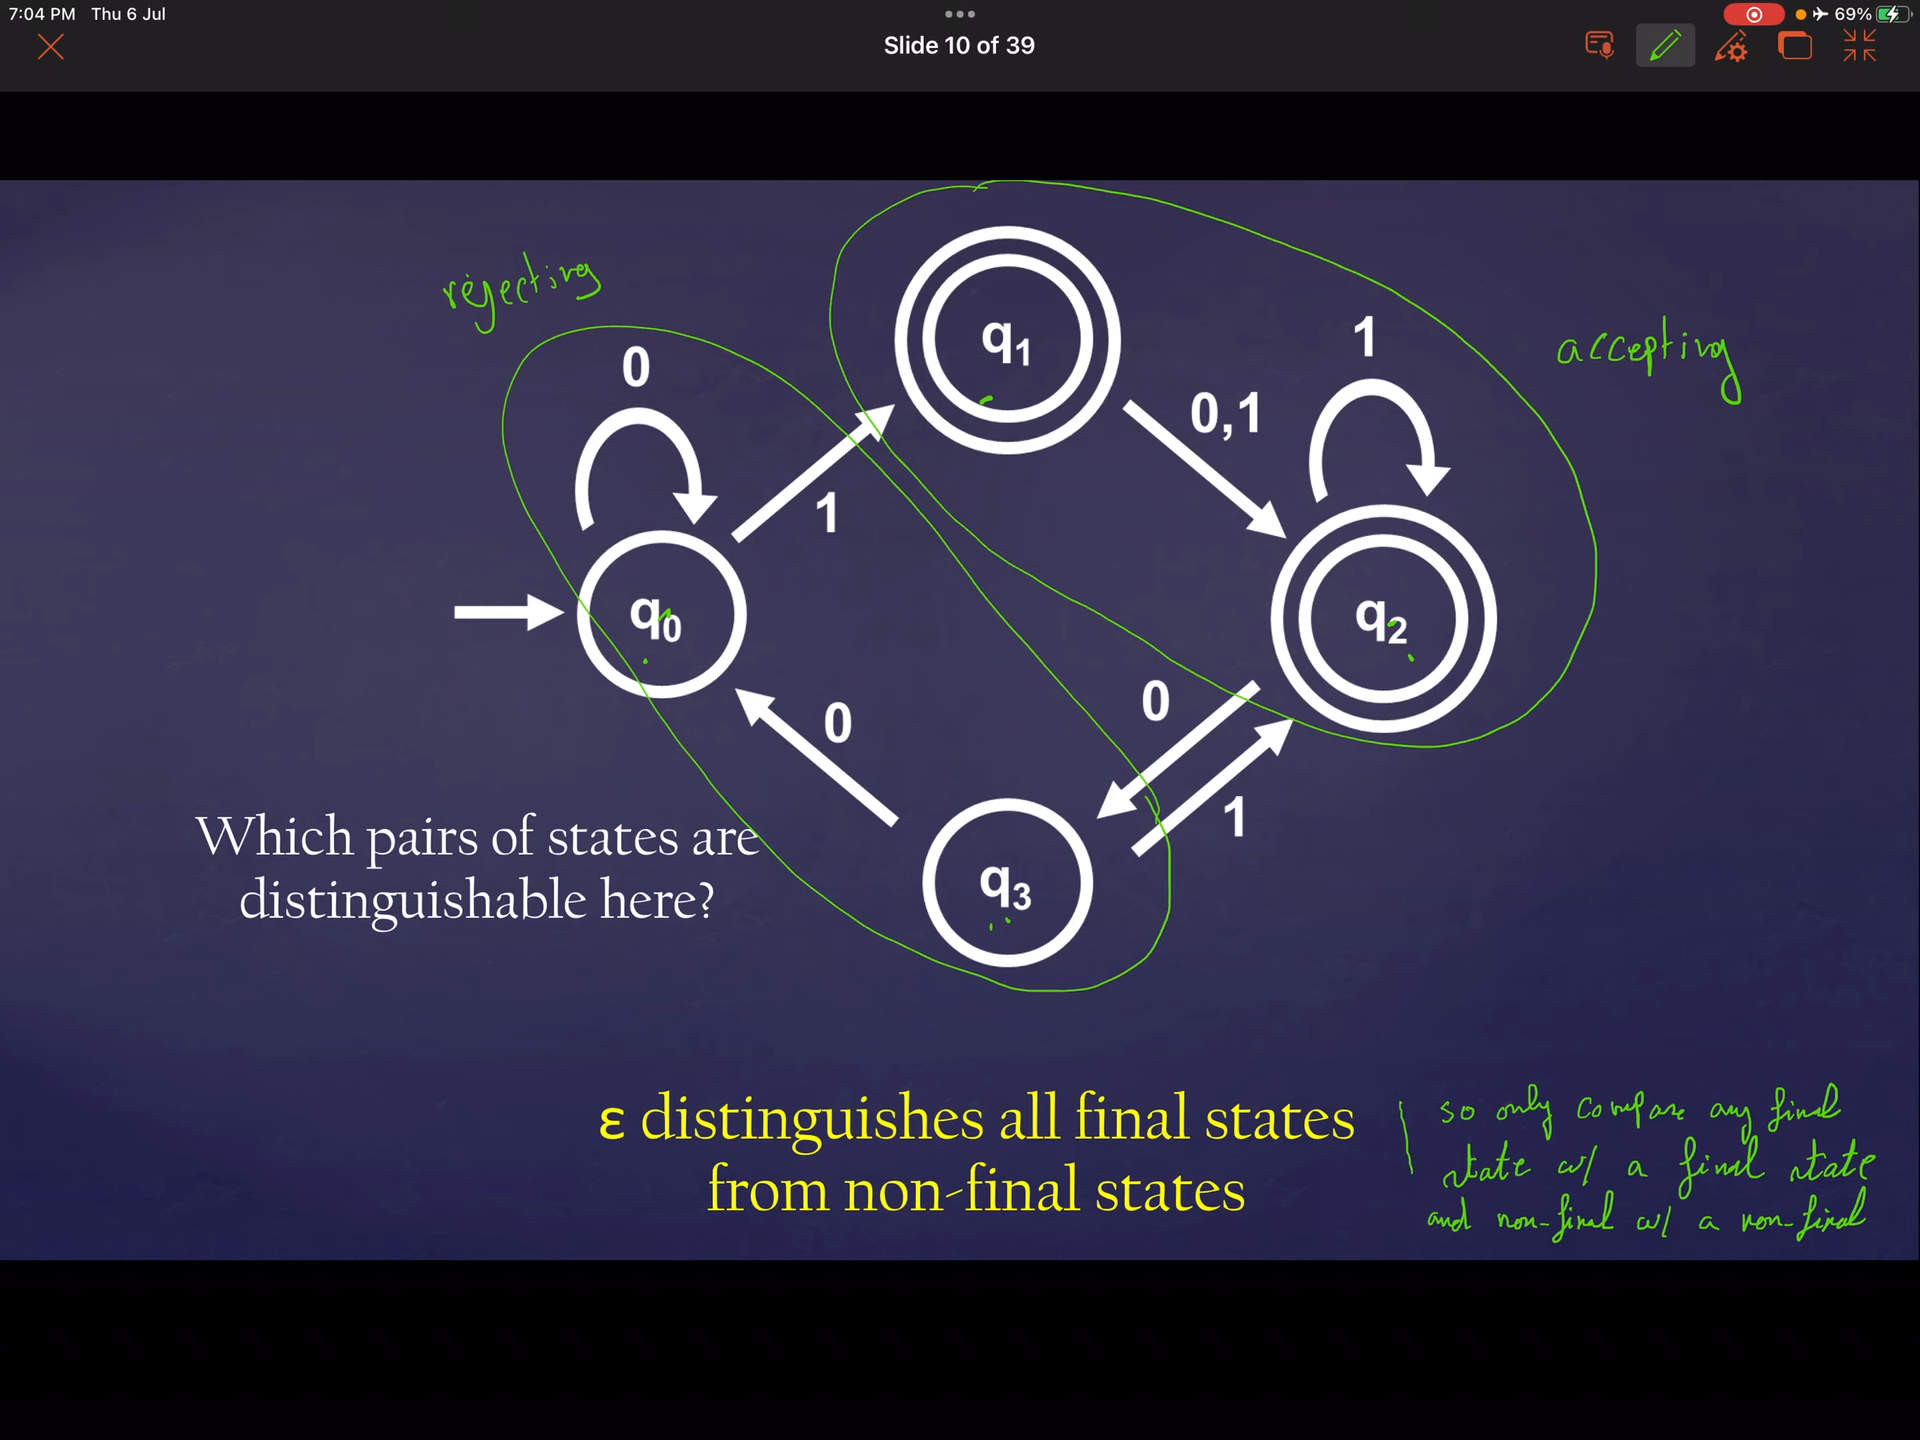 7:04 PM Thu 6 Jul
69%
Slide 10 of 39
rejecting
accepting
q1
1
0
0,1
1
q0
q2
0
0
1
q3
Which pairs of states are
distinguishable here?
ε distinguishes all final states
from non-final states
so only compare any final
state w/ a final state
and non-final w/ a non-final